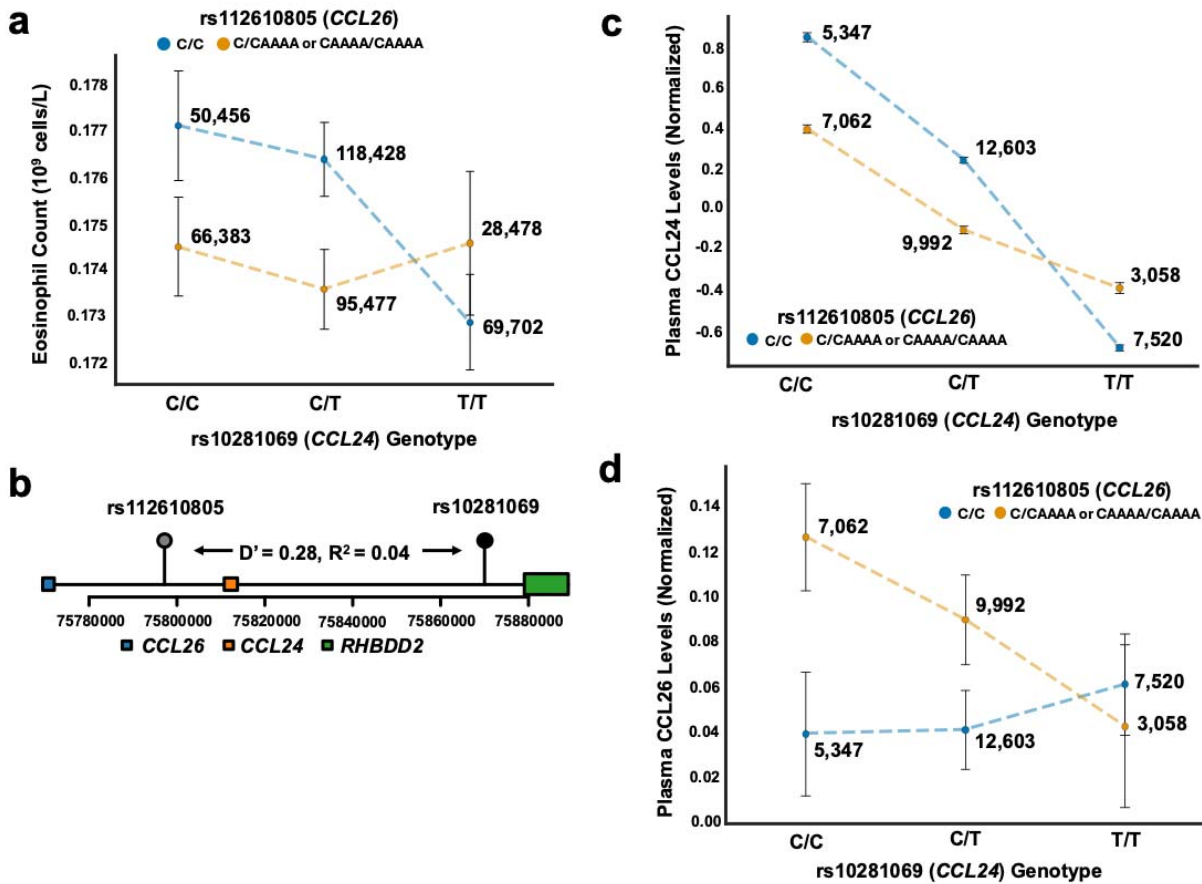 a
rs112610805 (CCL26)
C/C C/CAAAA or CAAAA/CAAAA
Eosinophil Count (10⁹ cells/L)
0.178
0.177
0.176
0.175
0.174
0.173
0.172
50,456
118,428
66,383
95,477
28,478
69,702
C/C C/T T/T
rs10281069 (CCL24) Genotype
b
rs112610805 rs10281069
D' = 0.28, R² = 0.04
75780000 75800000 75820000 75840000 75860000 75880000
CCL26 CCL24 RHBDD2
c
Plasma CCL24 Levels (Normalized)
0.8
0.6
0.4
0.2
0.0
-0.2
-0.4
-0.6
5,347
7,062
12,603
9,992
3,058
7,520
rs112610805 (CCL26)
C/C C/CAAAA or CAAAA/CAAAA
C/C C/T T/T
rs10281069 (CCL24) Genotype
d
rs112610805 (CCL26)
C/C C/CAAAA or CAAAA/CAAAA
Plasma CCL26 Levels (Normalized)
0.14
0.12
0.10
0.08
0.06
0.04
0.02
0.00
7,062
9,992
5,347
12,603
7,520
3,058
C/C C/T T/T
rs10281069 (CCL24) Genotype